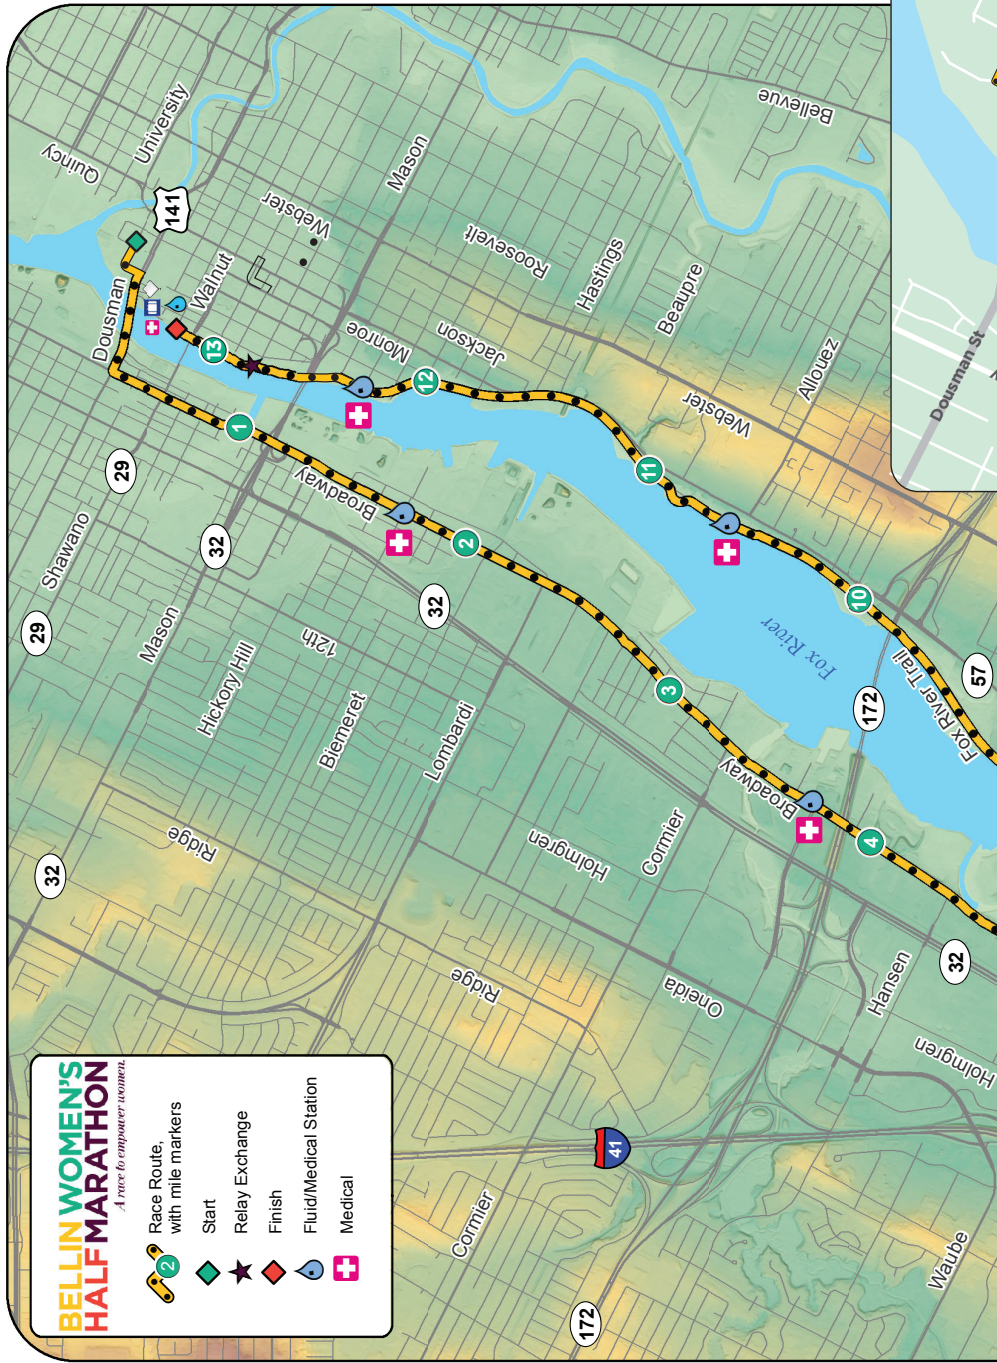 BELLIN WOMEN'S
HALF MARATHON
A race to empower women.
2
Race Route,
with mile markers
Start
Relay Exchange
Finish
Fluid/Medical Station
Medical
Quincy
University
141
Webster
Mason
Bellevue
Dousman
Walnut
13
Monroe
Jackson
Roosevelt
Hastings
Beaupre
Allouez
Webster
12
11
10
1
2
3
4
29
29
Shawano
32
32
32
32
Mason
Broadway
Hickory Hill
12th
Biemeret
Lombardi
Ridge
Ridge
Holmgren
Cormier
Broadway
Fox River
172
Fox River Trail
57
Oneida
Hansen
Holmgren
41
Cormier
172
Waube
Dousman St